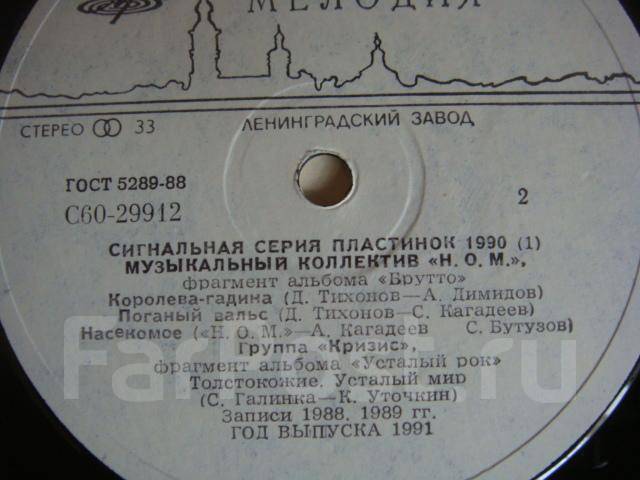 МЕЛОДИЯ
СТЕРЕО 33 ЛЕНИНГРАДСКИЙ ЗАВОД
ГОСТ 5289-88
С60-29912 2
СИГНАЛЬНАЯ СЕРИЯ ПЛАСТИНОК 1990 (1)
МУЗЫКАЛЬНЫЙ КОЛЛЕКТИВ «Н. О. М.»,
фрагмент альбома «Брутто»
Королева-гадина (Д. Тихонов—А. Димидов)
Поганый вальс (Д. Тихонов—С. Кагадеев)
Насекомое («Н. О. М.»—А. Кагадеев С. Бутузов)
Группа «Кризис»,
фрагмент альбома «Усталый рок»
Толстокожие. Усталый мир
(С. Галинка—К. Уточкин)
Записи 1988, 1989 гг.
ГОД ВЫПУСКА 1991
FarPost.ru